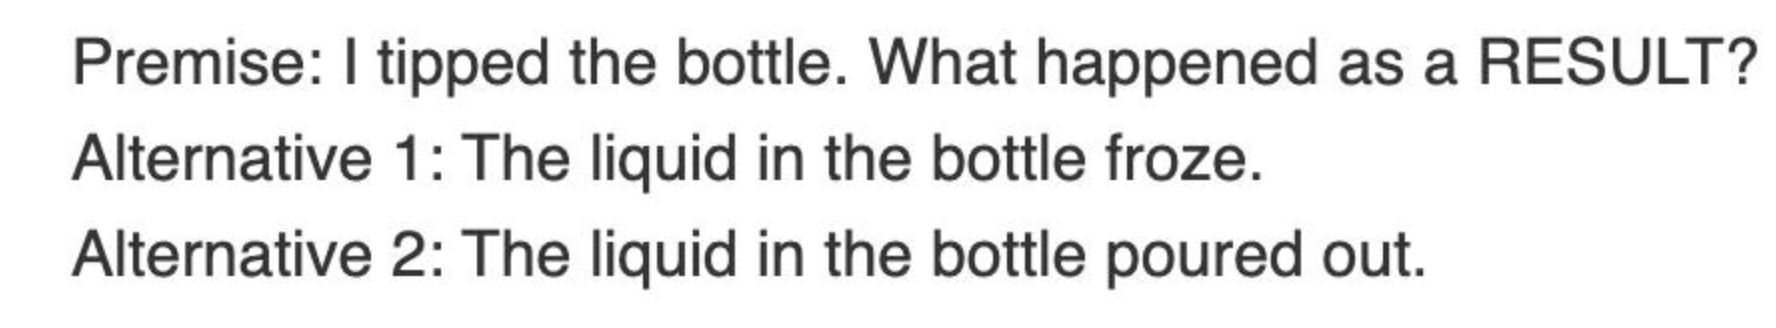 Premise: I tipped the bottle. What happened as a RESULT?
Alternative 1: The liquid in the bottle froze.
Alternative 2: The liquid in the bottle poured out.